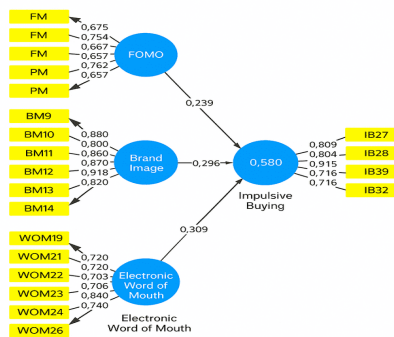 FM
FM
FM
PM
PM
0,675
0,754
0,667
0,657
0,762
0,657
FOMO
0,239
BM9
BM10
BM11
BM12
BM13
BM14
0,880
0,800
0,860
0,870
0,918
0,820
Brand
Image
0,296
0,580
Impulsive
Buying
0,809
0,804
0,915
0,716
0,716
IB27
IB28
IB39
IB32
0,309
WOM19
WOM21
WOM22
WOM23
WOM24
WOM26
0,720
0,720
0,703
0,706
0,840
0,740
Electronic
Word of
Mouth
Electronic
Word of Mouth